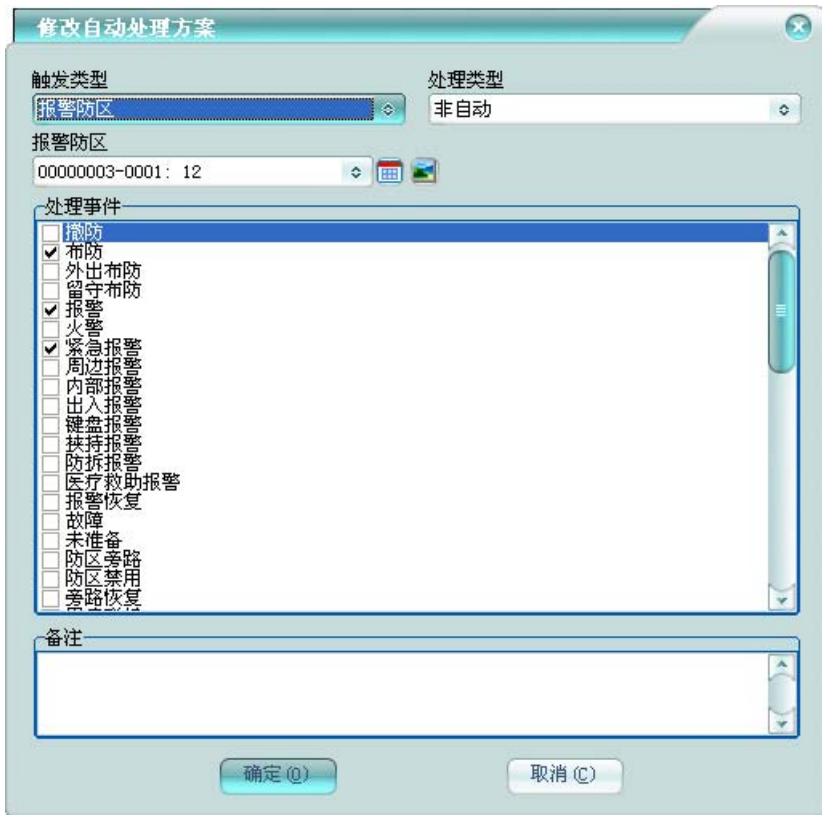 修改自动处理方案
触发类型 处理类型
报警防区 非自动
报警防区
00000003-0001: 12
处理事件
撤防
布防
外出布防
留守布防
报警
火警
紧急报警
周边报警
内部报警
出入报警
键盘报警
挟持报警
防拆报警
医疗救助报警
报警恢复
故障
未准备
防区旁路
防区禁用
旁路恢复
备注
确定(O) 取消(C)